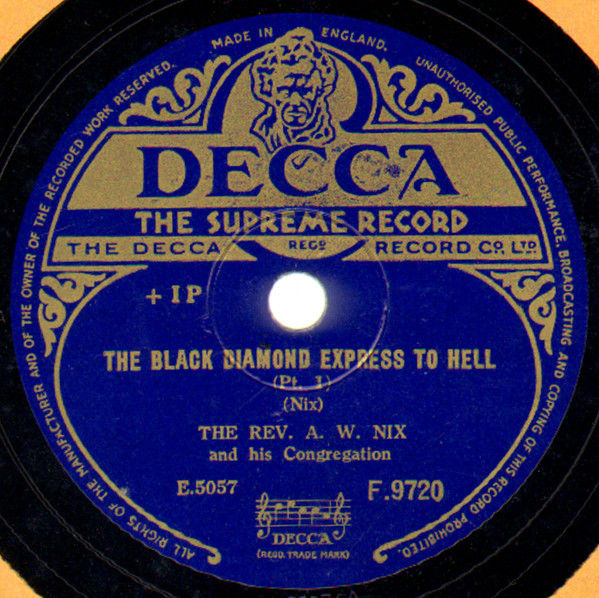 MADE IN ENGLAND.
UNAUTHORISED PUBLIC PERFORMANCE, BROADCASTING AND COPYING OF THIS RECORD PROHIBITED.
ALL RIGHTS OF THE MANUFACTURER AND OF THE OWNER OF THE RECORDED WORK RESERVED.
DECCA
THE SUPREME RECORD
THE DECCA REGD RECORD CO. LTD.
+ 1P
THE BLACK DIAMOND EXPRESS TO HELL
(Pt. 1)
(Nix)
THE REV. A. W. NIX
and his Congregation
E.5057 F.9720
DECCA
(REGD. TRADE MARK)